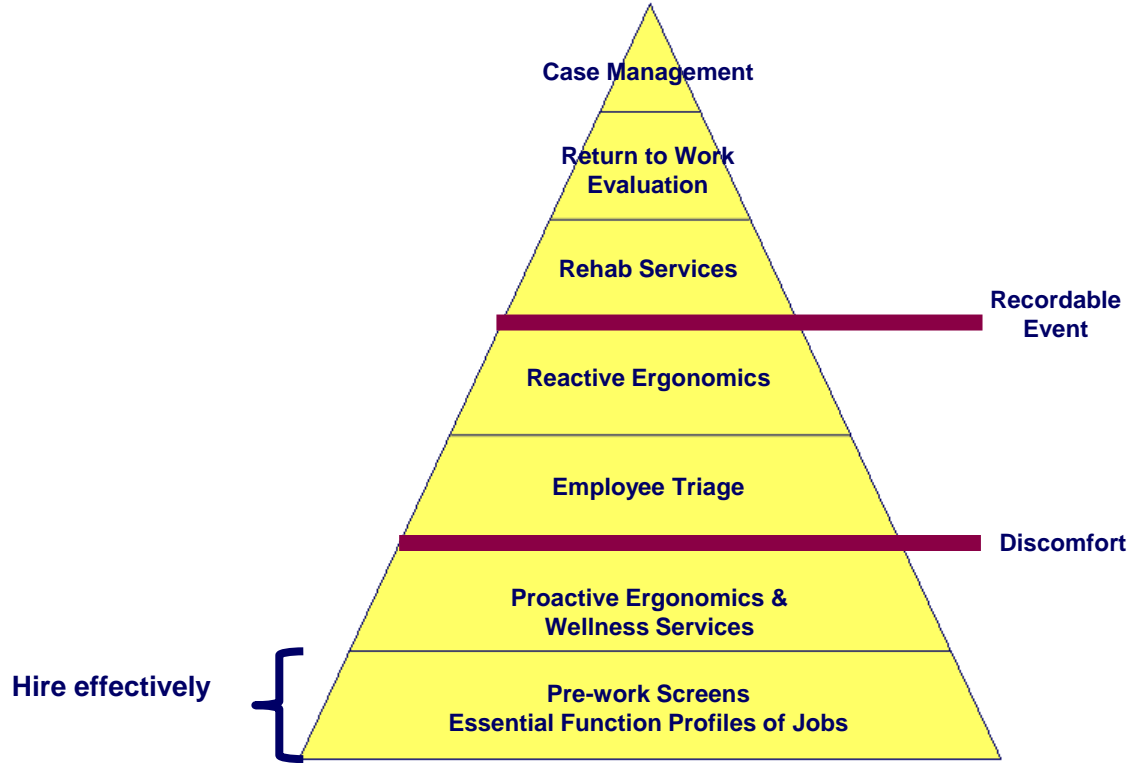 Case Management
Return to Work
Evaluation
Rehab Services
Recordable
Event
Reactive Ergonomics
Employee Triage
Discomfort
Proactive Ergonomics &
Wellness Services
Hire effectively
Pre-work Screens
Essential Function Profiles of Jobs